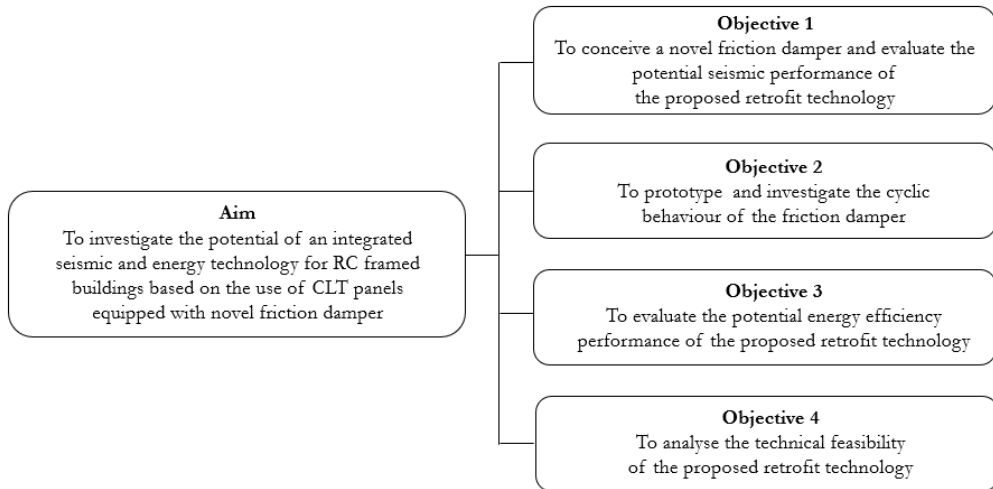 Aim
To investigate the potential of an integrated
seismic and energy technology for RC framed
buildings based on the use of CLT panels
equipped with novel friction damper
Objective 1
To conceive a novel friction damper and evaluate the
potential seismic performance of
the proposed retrofit technology
Objective 2
To prototype and investigate the cyclic
behaviour of the friction damper
Objective 3
To evaluate the potential energy efficiency
performance of the proposed retrofit technology
Objective 4
To analyse the technical feasibility
of the proposed retrofit technology